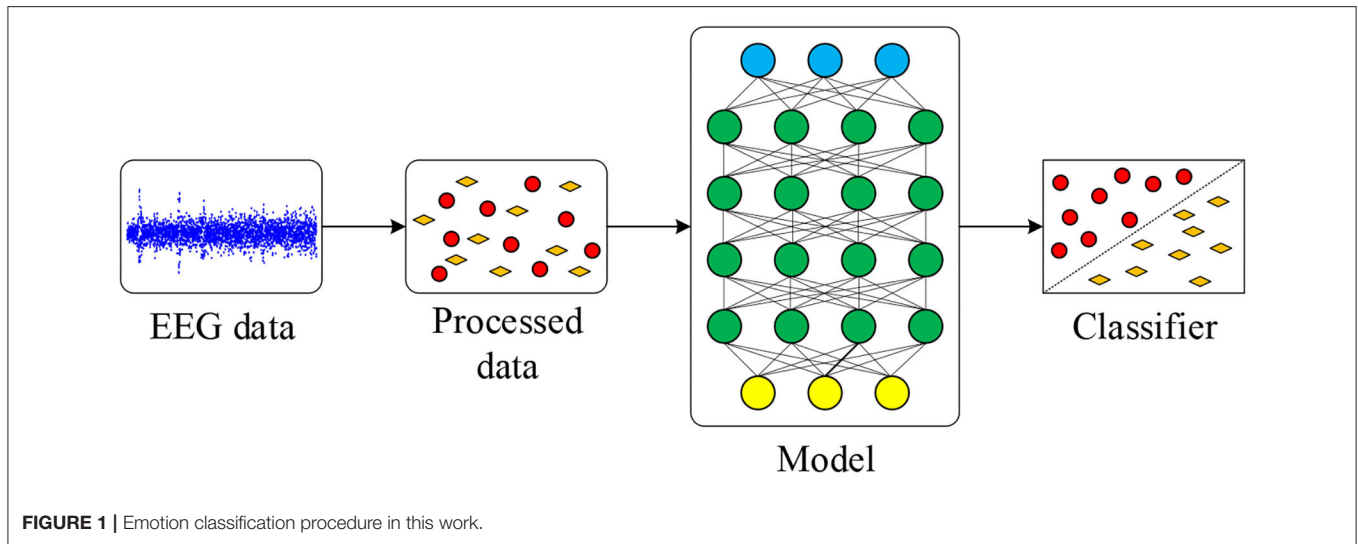 EEG data
Processed
data
Model
Classifier
FIGURE 1 | Emotion classification procedure in this work.